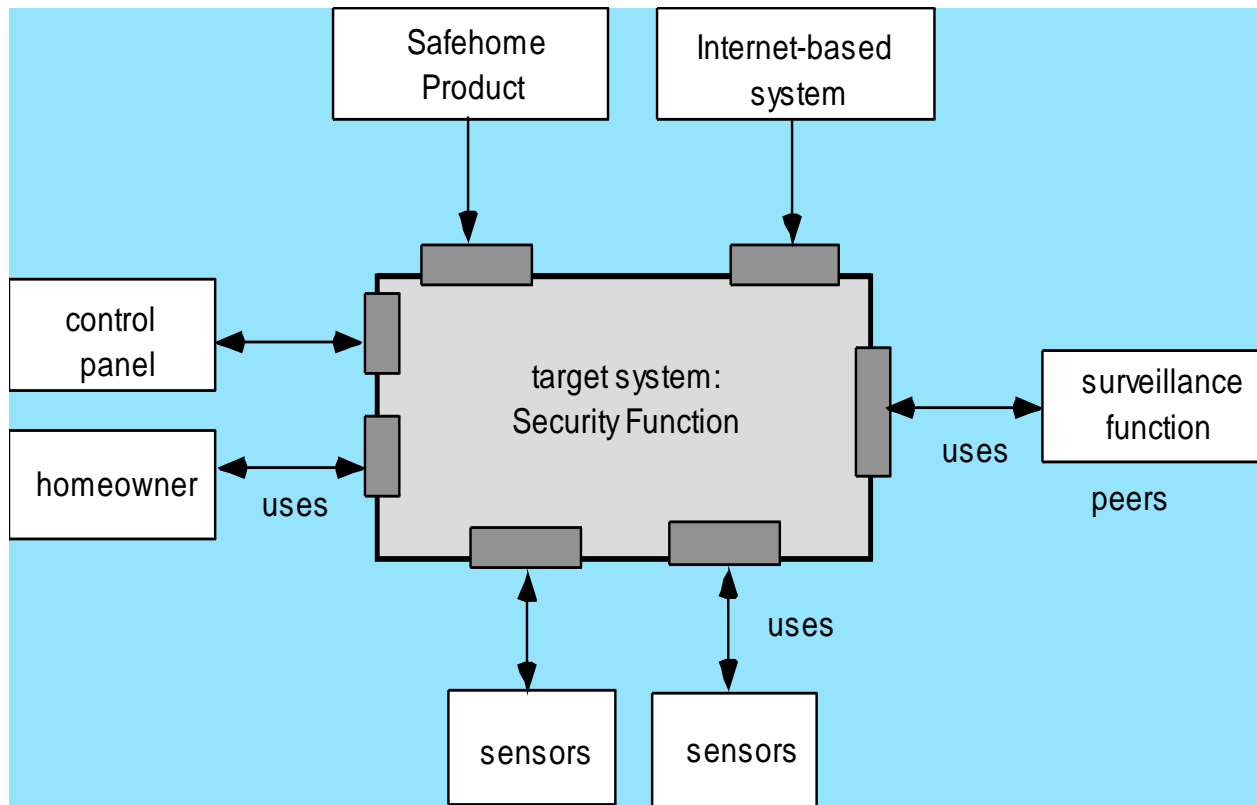 Safehome
Product
Internet-based
system
control
panel
target system:
Security Function
surveillance
function
homeowner
uses
uses
peers
uses
sensors
sensors